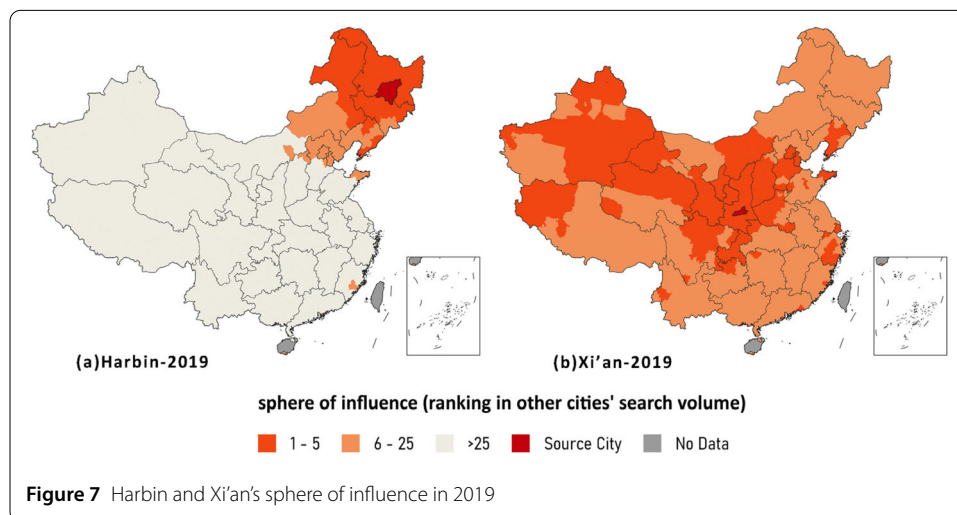 (a)Harbin-2019
(b)Xi'an-2019
sphere of influence (ranking in other cities' search volume)
1 - 5
6 - 25
>25
Source City
No Data
Figure 7 Harbin and Xi'an's sphere of influence in 2019